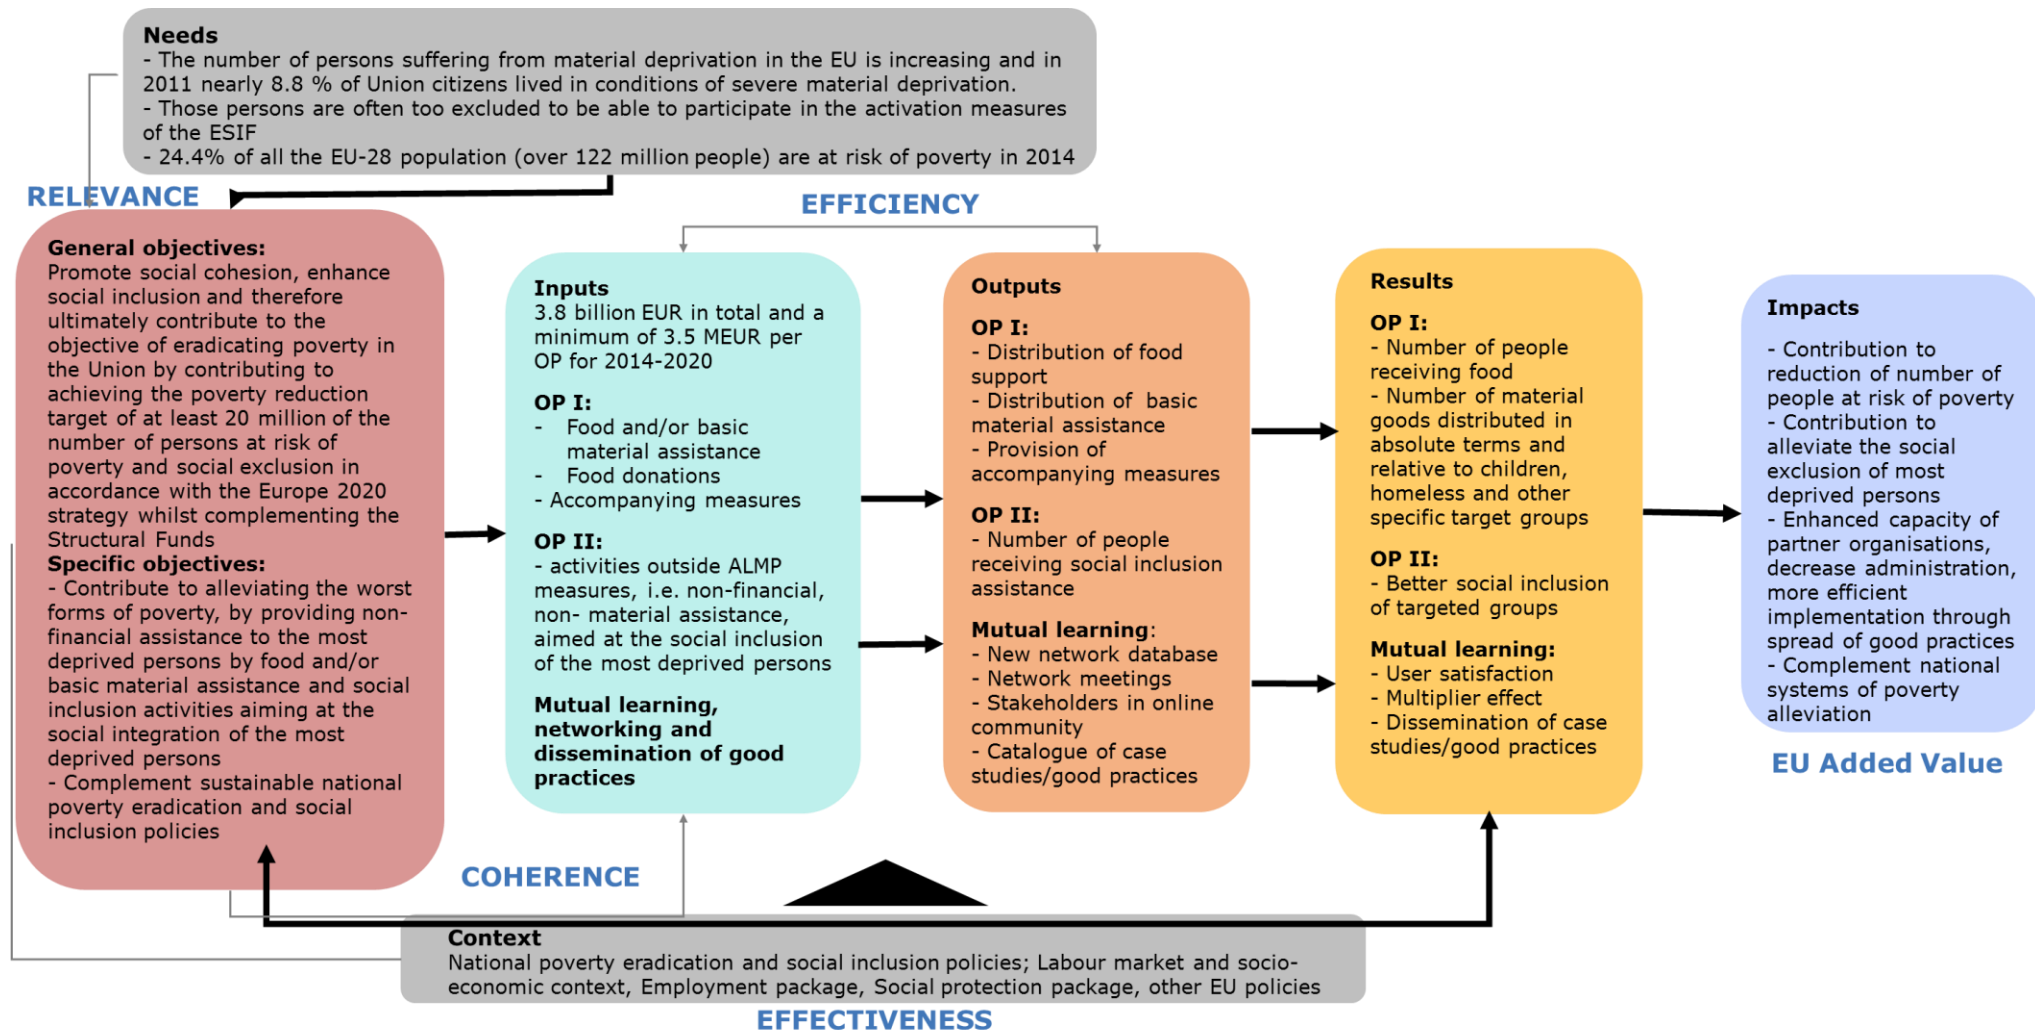 Needs
- The number of persons suffering from material deprivation in the EU is increasing and in
2011 nearly 8.8 % of Union citizens lived in conditions of severe material deprivation.
- Those persons are often too excluded to be able to participate in the activation measures
of the ESIF
- 24.4% of all the EU-28 population (over 122 million people) are at risk of poverty in 2014
RELEVANCE
EFFICIENCY
General objectives:
Promote social cohesion, enhance
social inclusion and therefore
ultimately contribute to the
objective of eradicating poverty in
the Union by contributing to
achieving the poverty reduction
target of at least 20 million of the
number of persons at risk of
poverty and social exclusion in
accordance with the Europe 2020
strategy whilst complementing the
Structural Funds
Specific objectives:
- Contribute to alleviating the worst
forms of poverty, by providing non-
financial assistance to the most
deprived persons by food and/or
basic material assistance and social
inclusion activities aiming at the
social integration of the most
deprived persons
- Complement sustainable national
poverty eradication and social
inclusion policies
Inputs
3.8 billion EUR in total and a
minimum of 3.5 MEUR per
OP for 2014-2020
OP I:
- Food and/or basic
material assistance
- Food donations
- Accompanying measures
OP II:
- activities outside ALMP
measures, i.e. non-financial,
non- material assistance,
aimed at the social inclusion
of the most deprived persons
Mutual learning,
networking and
dissemination of good
practices
Outputs
OP I:
- Distribution of food
support
- Distribution of basic
material assistance
- Provision of
accompanying measures
OP II:
- Number of people
receiving social inclusion
assistance
Mutual learning:
- New network database
- Network meetings
- Stakeholders in online
community
- Catalogue of case
studies/good practices
Results
OP I:
- Number of people
receiving food
- Number of material
goods distributed in
absolute terms and
relative to children,
homeless and other
specific target groups
OP II:
- Better social inclusion
of targeted groups
Mutual learning:
- User satisfaction
- Multiplier effect
- Dissemination of case
studies/good practices
Impacts
- Contribution to
reduction of number of
people at risk of poverty
- Contribution to
alleviate the social
exclusion of most
deprived persons
- Enhanced capacity of
partner organisations,
decrease administration,
more efficient
implementation through
spread of good practices
- Complement national
systems of poverty
alleviation
EU Added Value
COHERENCE
Context
National poverty eradication and social inclusion policies; Labour market and socio-
economic context, Employment package, Social protection package, other EU policies
EFFECTIVENESS